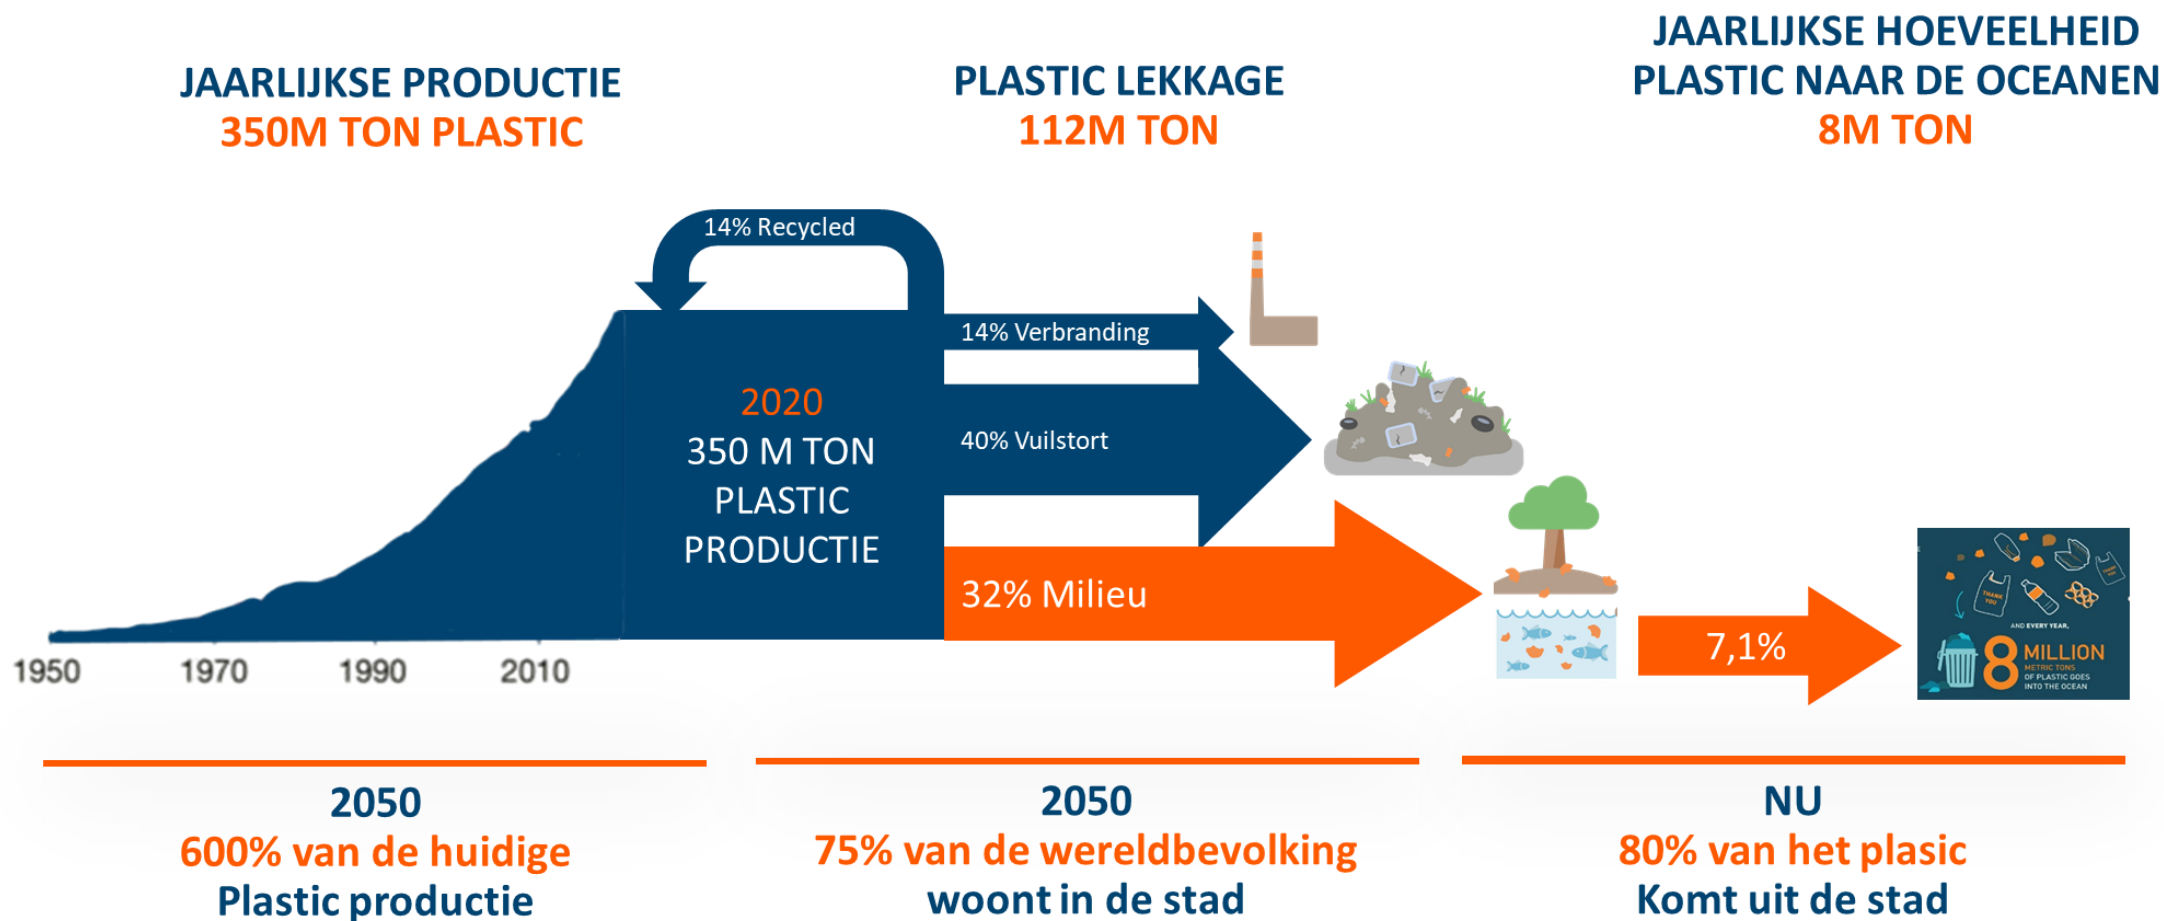 JAARLIJKSE PRODUCTIE
350M TON PLASTIC
PLASTIC LEKKAGE
112M TON
JAARLIJKSE HOEVEELHEID
PLASTIC NAAR DE OCEANEN
8M TON
14% Recycled
14% Verbranding
2020
350 M TON
PLASTIC
PRODUCTIE
40% Vuilstort
32% Milieu
7,1%
THANK
YOU
AND EVERY YEAR,
8 MILLION
METRIC TONS
OF PLASTIC GOES
INTO THE OCEAN
1950
1970
1990
2010
2050
600% van de huidige
Plastic productie
2050
75% van de wereldbevolking
woont in de stad
NU
80% van het plasic
Komt uit de stad